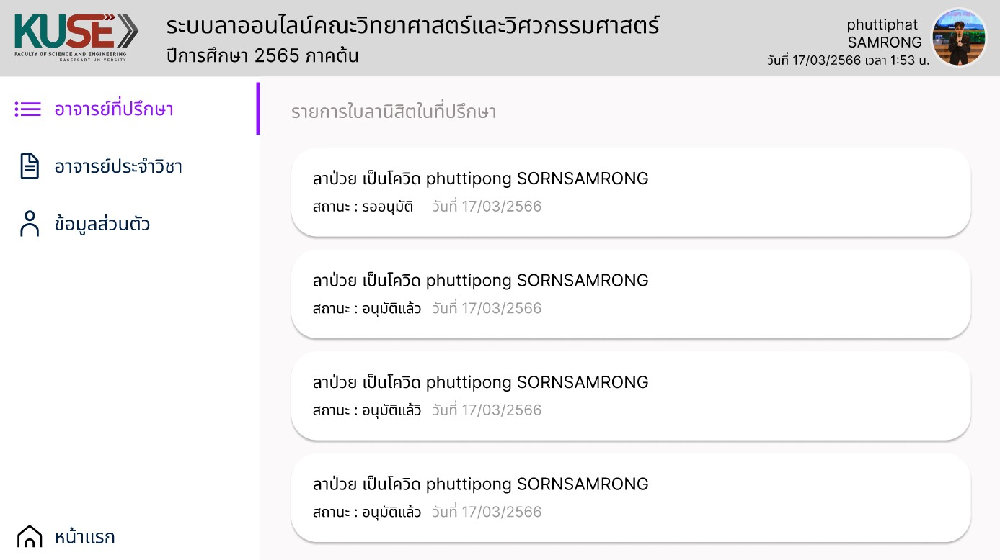 KUSE
FACULTY OF SCIENCE AND ENGINEERING
KASETSART UNIVERSITY
ระบบลาออนไลน์คณะวิทยาศาสตร์และวิศวกรรมศาสตร์
ปีการศึกษา 2565 ภาคต้น
phuttiphat
SAMRONG
วันที่ 17/03/2566 เวลา 1:53 น.
อาจารย์ที่ปรึกษา
อาจารย์ประจำวิชา
ข้อมูลส่วนตัว
หน้าแรก
รายการใบลานิสิตในที่ปรึกษา
ลาป่วย เป็นโควิด phuttipong SORNSAMRONG
สถานะ : รออนุมัติ วันที่ 17/03/2566
ลาป่วย เป็นโควิด phuttipong SORNSAMRONG
สถานะ : อนุมัติแล้ว วันที่ 17/03/2566
ลาป่วย เป็นโควิด phuttipong SORNSAMRONG
สถานะ : อนุมัติแล้วิ วันที่ 17/03/2566
ลาป่วย เป็นโควิด phuttipong SORNSAMRONG
สถานะ : อนุมัติแล้ว วันที่ 17/03/2566